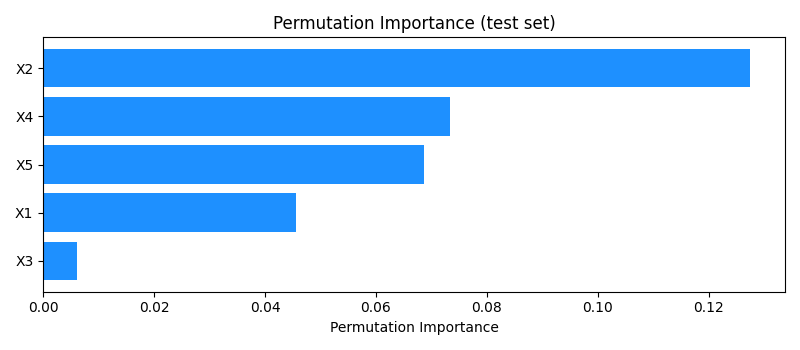 Permutation Importance (test set)
X2
X4
X5
X1
X3
0.00 0.02 0.04 0.06 0.08 0.10 0.12
Permutation Importance